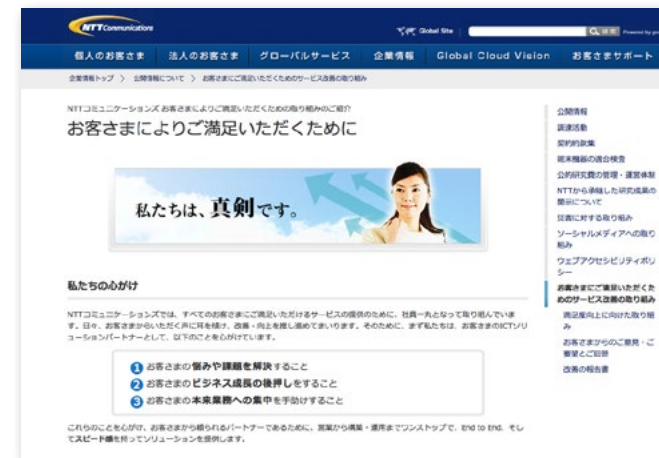 NTT Communications
Global Site
検索
Powered by
個人のお客さま 法人のお客さま グローバルサービス 企業情報 Global Cloud Vision お客さまサポート
企業情報トップ 〉 公開情報について 〉 お客さまにご満足いただくためのサービス改善の取り組み
NTTコミュニケーションズ お客さまによりご満足いただくための取り組みのご紹介
お客さまによりご満足いただくために
私たちは、真剣です。
私たちの心がけ
NTTコミュニケーションズでは、すべてのお客さまにご満足いただけるサービスの提供のために、社員一丸となって取り組んでいま
す。日々、お客さまからいただく声に耳を傾け、改善・向上を推し進めてまいります。そのために、まず私たちは、お客さまのICTソリ
ューションパートナーとして、以下のことを心がけています。
1 お客さまの悩みや課題を解決すること
2 お客さまのビジネス成長の後押しをすること
3 お客さまの本来業務への集中を手助けすること
これらのことを心がけ、お客さまから頼られるパートナーであるために、営業から構築・運用までワンストップで、End to End、そし
てスピード感を持ってソリューションを提供します。
公開情報
調達活動
契約約款集
端末機器の適合検査
公的研究費の管理・運営体制
NTTから承継した研究成果の
開示について
災害に対する取り組み
ソーシャルメディアへの取り
組み
ウェブアクセシビリティポリ
シー
お客さまにご満足いただくた
めのサービス改善の取り組み
満足度向上に向けた取り組
み
お客さまからのご意見・ご
要望とご回答
改善の報告書